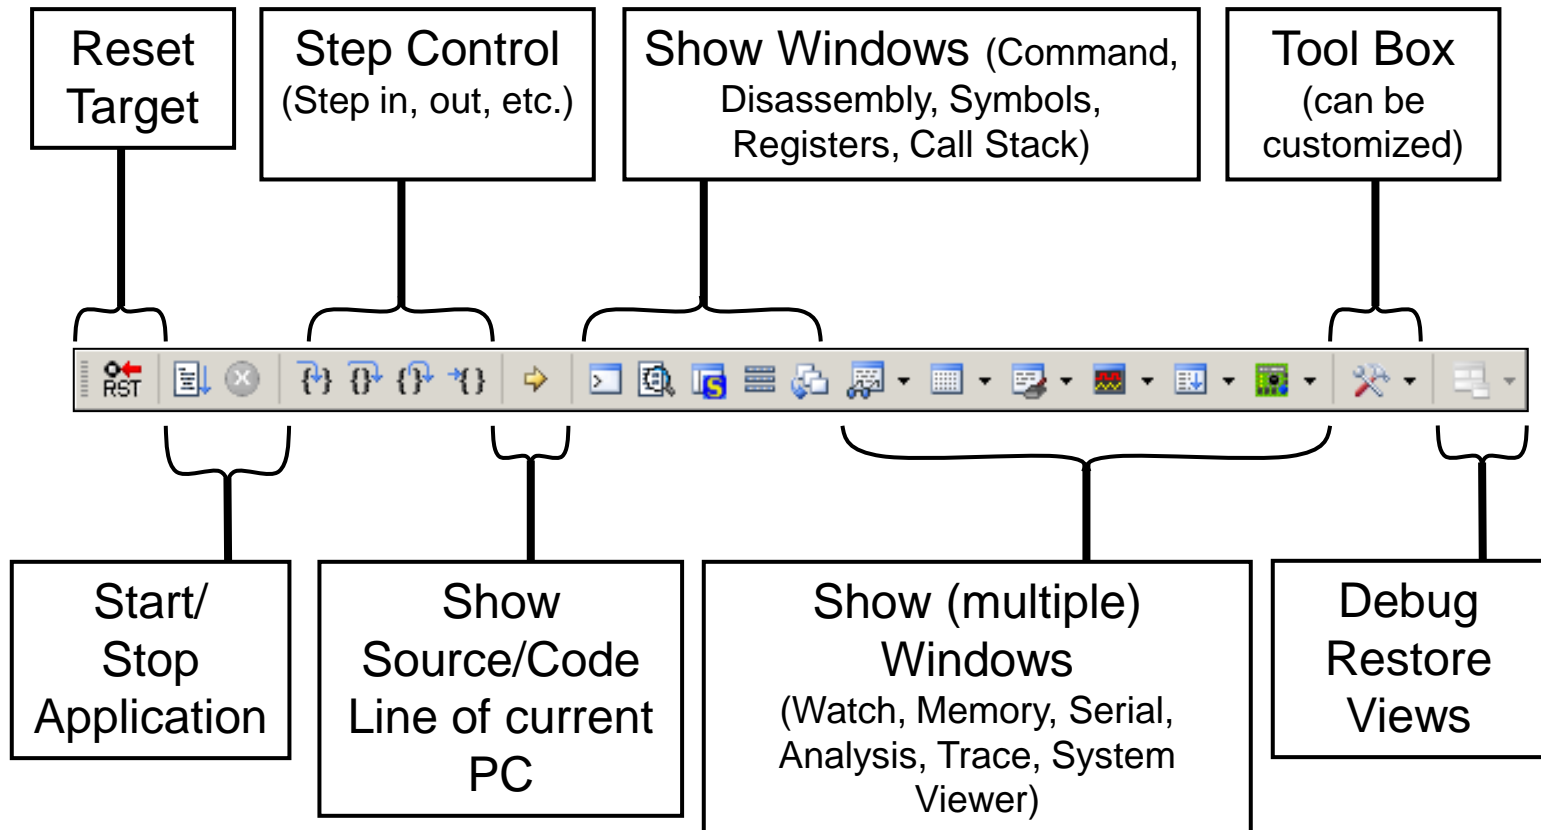 Reset
Target
Step Control
(Step in, out, etc.)
Show Windows (Command,
Disassembly, Symbols,
Registers, Call Stack)
Tool Box
(can be
customized)
RST
S
Start/
Stop
Application
Show
Source/Code
Line of current
PC
Show (multiple)
Windows
(Watch, Memory, Serial,
Analysis, Trace, System
Viewer)
Debug
Restore
Views